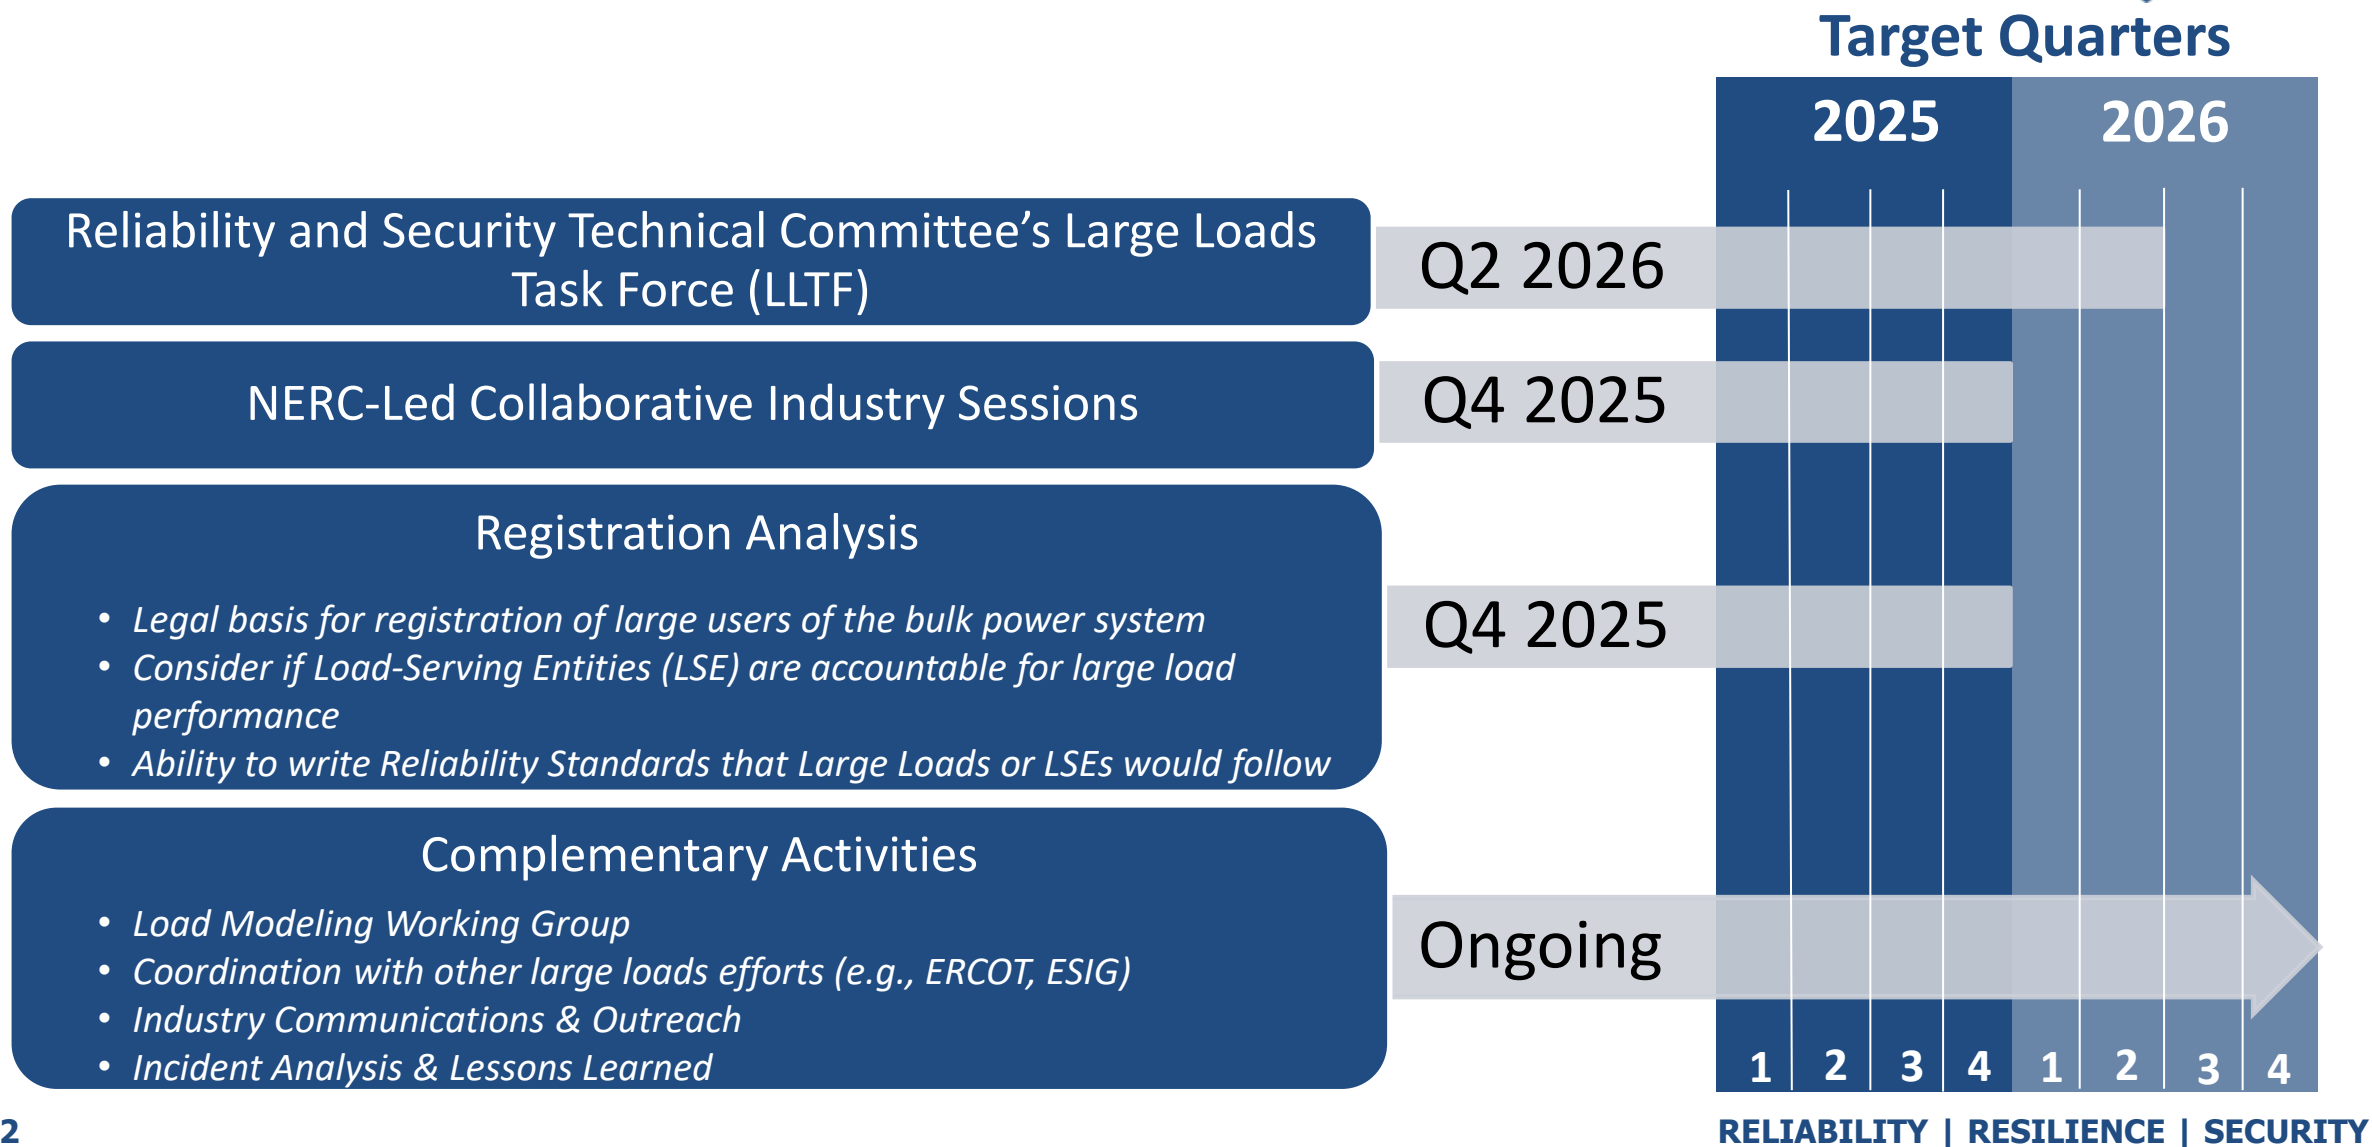 Target Quarters
2025
2026
Reliability and Security Technical Committee’s Large Loads
Task Force (LLTF)
Q2 2026
NERC-Led Collaborative Industry Sessions
Q4 2025
Registration Analysis
• Legal basis for registration of large users of the bulk power system
• Consider if Load-Serving Entities (LSE) are accountable for large load
performance
• Ability to write Reliability Standards that Large Loads or LSEs would follow
Q4 2025
Complementary Activities
• Load Modeling Working Group
• Coordination with other large loads efforts (e.g., ERCOT, ESIG)
• Industry Communications & Outreach
• Incident Analysis & Lessons Learned
Ongoing
1 2 3 4 1 2 3 4
2
RELIABILITY | RESILIENCE | SECURITY